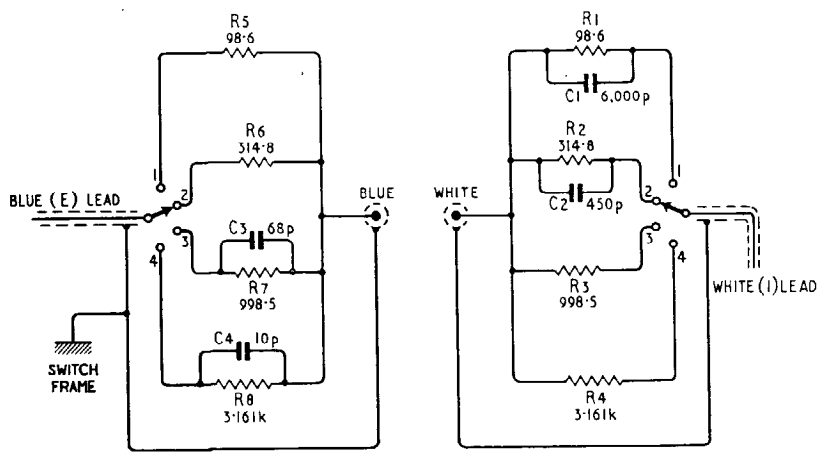 R5
98·6
R6
314·8
1
2
BLUE (E) LEAD
3
4
C3 68p
R7
998·5
C4 10p
R8
3·161k
SWITCH
FRAME
BLUE
WHITE
R1
98·6
C1 6,000p
R2
314·8
C2 450p
1
2
3
4
R3
998·5
WHITE (I) LEAD
R4
3·161k